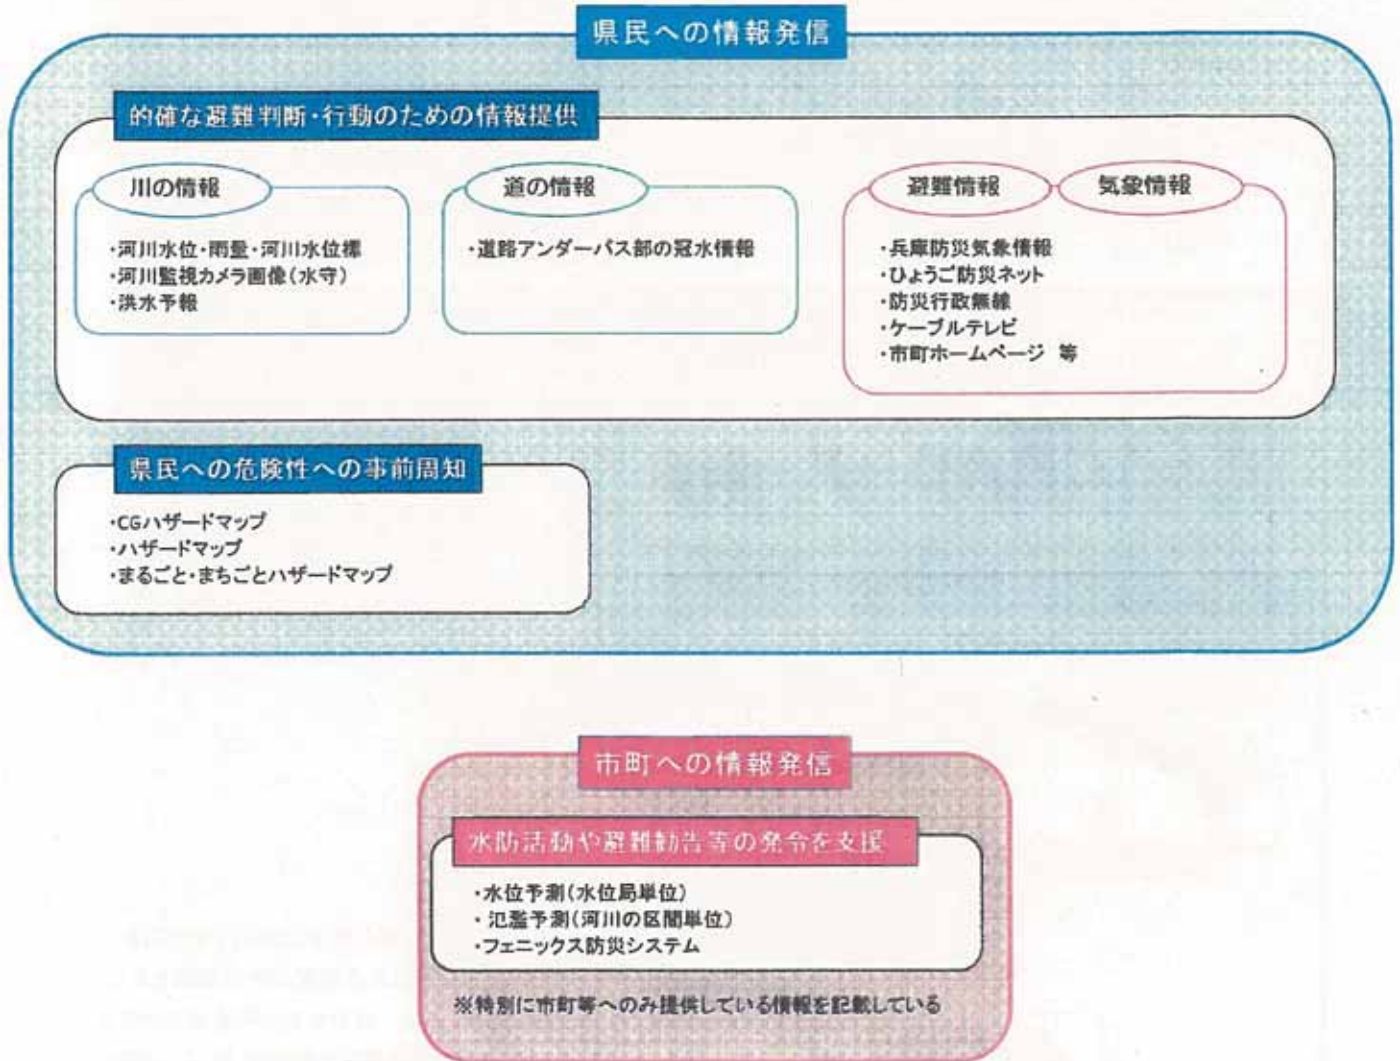 県民への情報発信
的確な避難判断・行動のための情報提供
川の情報
・河川水位・雨量・河川水位標
・河川監視カメラ画像(水守)
・洪水予報
道の情報
・道路アンダーパス部の冠水情報
避難情報
気象情報
・兵庫防災気象情報
・ひょうご防災ネット
・防災行政無線
・ケーブルテレビ
・市町ホームページ 等
県民への危険性への事前周知
・CGハザードマップ
・ハザードマップ
・まるごと・まちごとハザードマップ
市町への情報発信
水防活動や避難勧告等の発令を支援
・水位予測(水位局単位)
・氾濫予測(河川の区間単位)
・フェニックス防災システム
※特別に市町等へのみ提供している情報を記載している